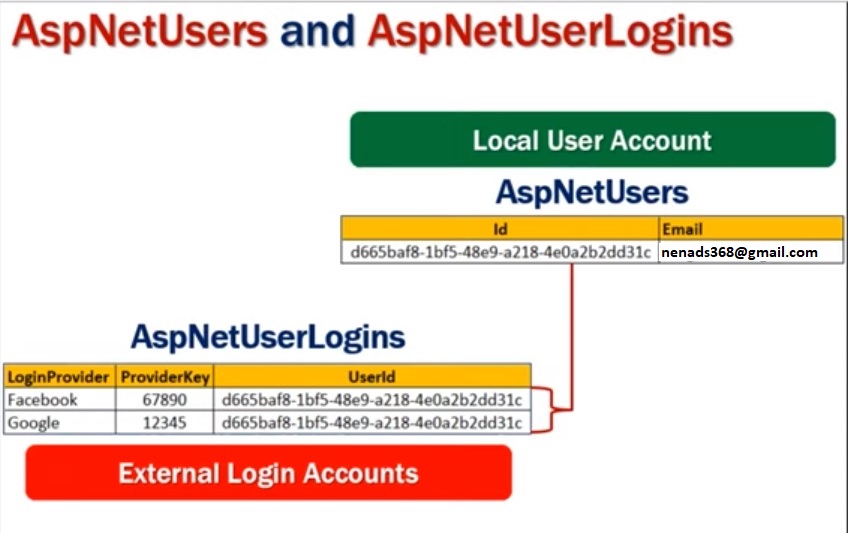 AspNetUsers and AspNetUserLogins
Local User Account
AspNetUsers
Id Email
d665baf8-1bf5-48e9-a218-4e0a2b2dd31c nenads368@gmail.com
AspNetUserLogins
LoginProvider ProviderKey UserId
Facebook 67890 d665baf8-1bf5-48e9-a218-4e0a2b2dd31c
Google 12345 d665baf8-1bf5-48e9-a218-4e0a2b2dd31c
External Login Accounts